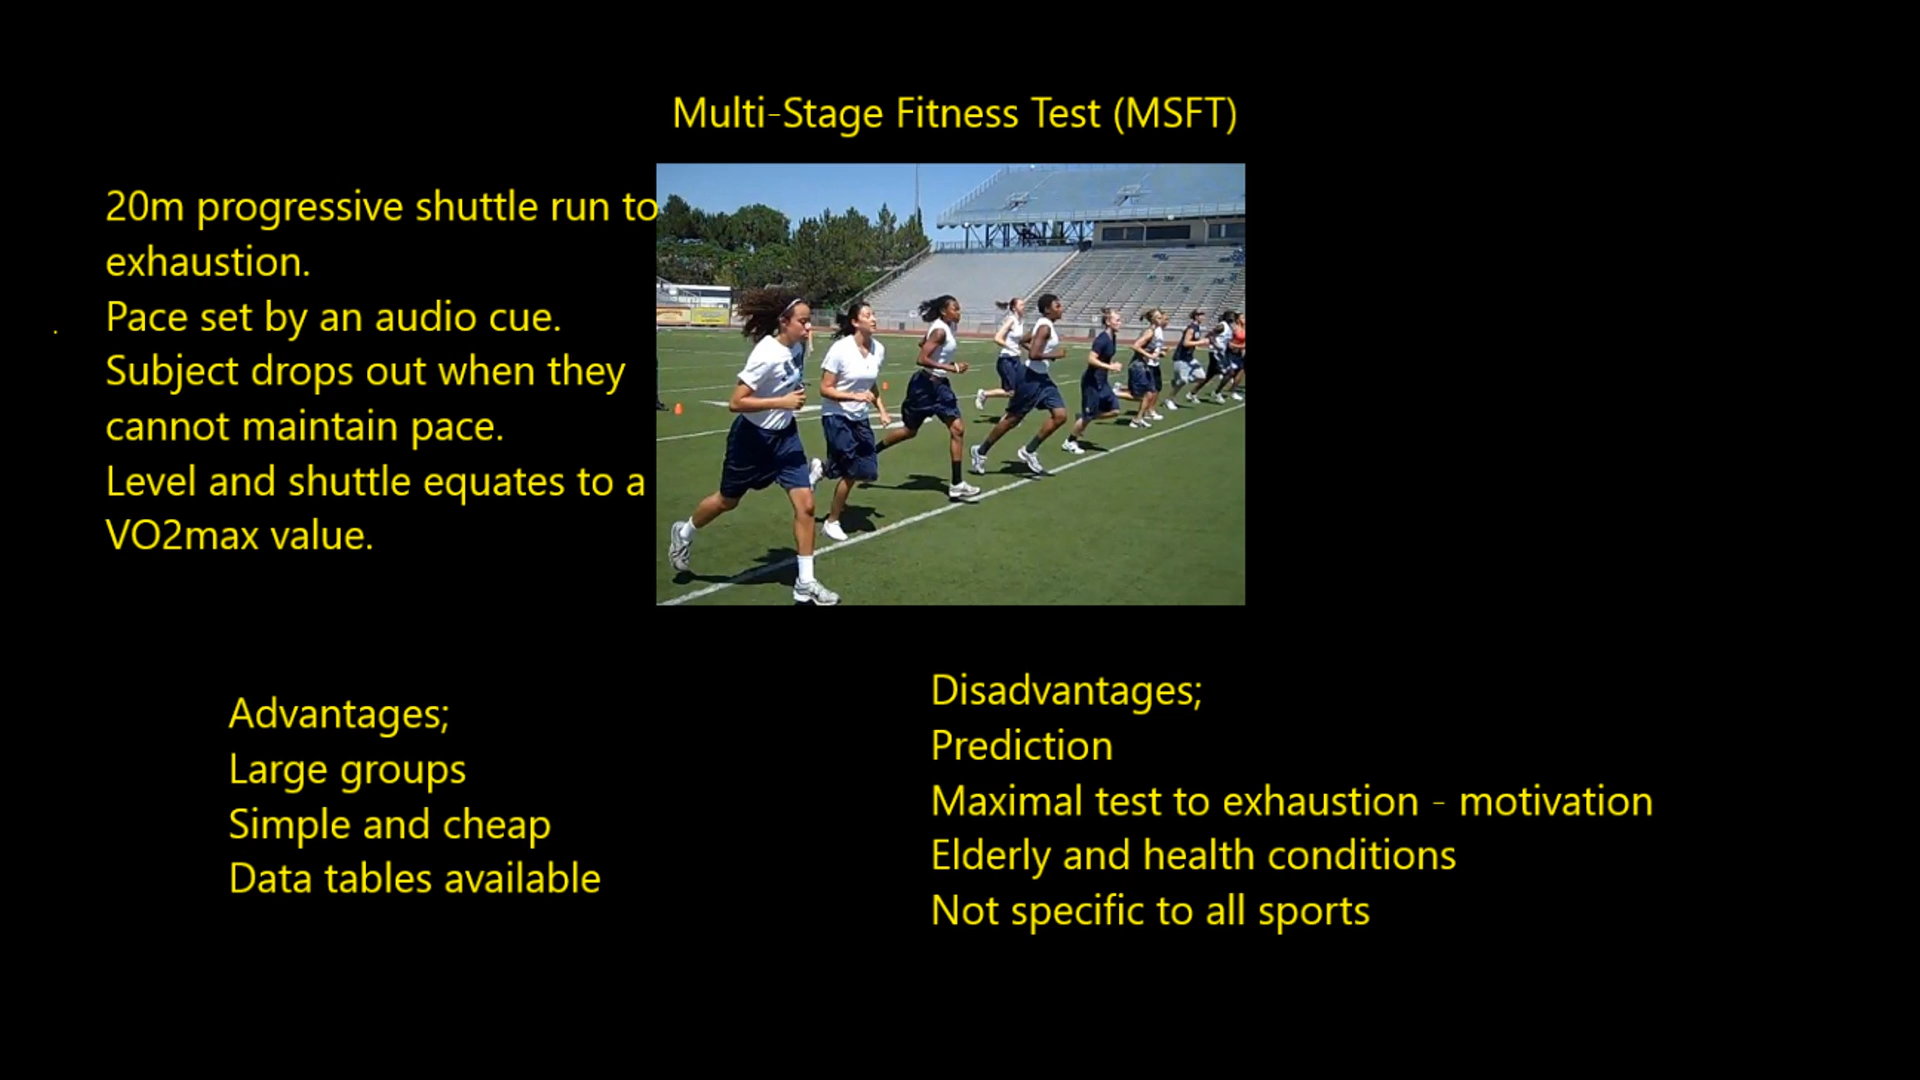 Multi-Stage Fitness Test (MSFT)
20m progressive shuttle run to
exhaustion.
Pace set by an audio cue.
Subject drops out when they
cannot maintain pace.
Level and shuttle equates to a
VO2max value.
Advantages;
Large groups
Simple and cheap
Data tables available
Disadvantages;
Prediction
Maximal test to exhaustion - motivation
Elderly and health conditions
Not specific to all sports